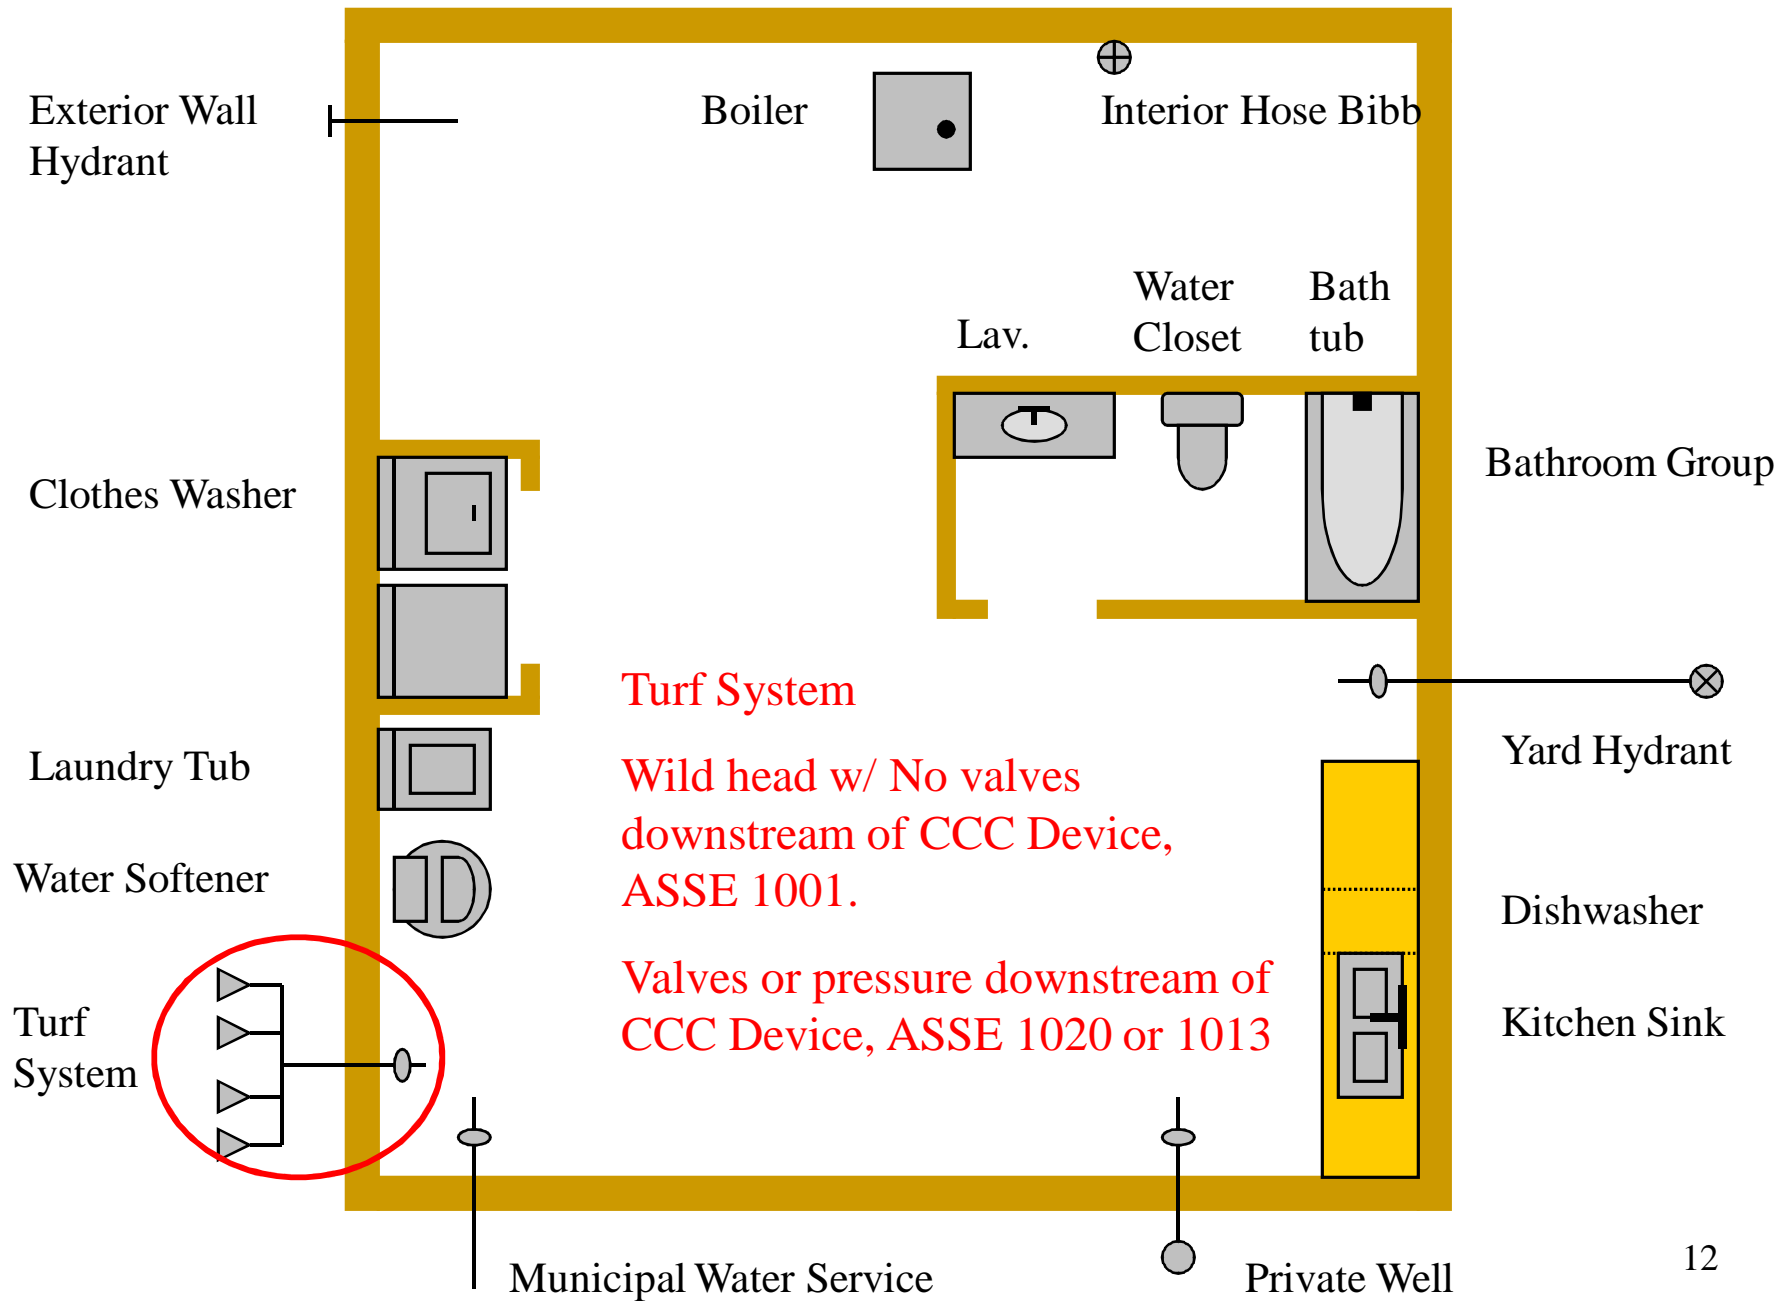 Exterior Wall
Hydrant
Boiler
Interior Hose Bibb
Water
Closet
Bath
tub
Lav.
Bathroom Group
Clothes Washer
Turf System
Yard Hydrant
Laundry Tub
Wild head w/ No valves
downstream of CCC Device,
ASSE 1001.
Water Softener
Dishwasher
Valves or pressure downstream of
CCC Device, ASSE 1020 or 1013
Turf
System
Kitchen Sink
Municipal Water Service
Private Well
12